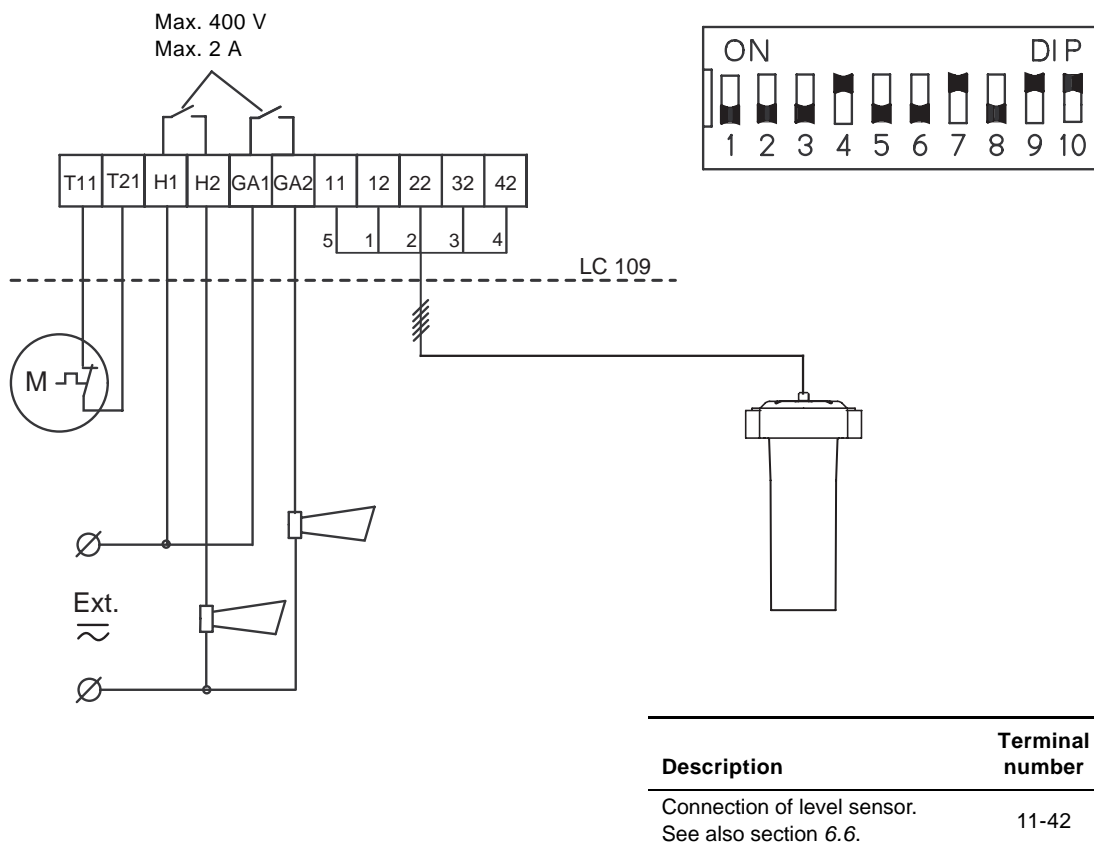 Max. 400 V
Max. 2 A
ON DIP
1 2 3 4 5 6 7 8 9 10
T11 T21 H1 H2 GA1 GA2 11 12 22 32 42
5 1 2 3 4
LC 109
M
Ext.
Description Terminal number
Connection of level sensor.
See also section 6.6.
11-42